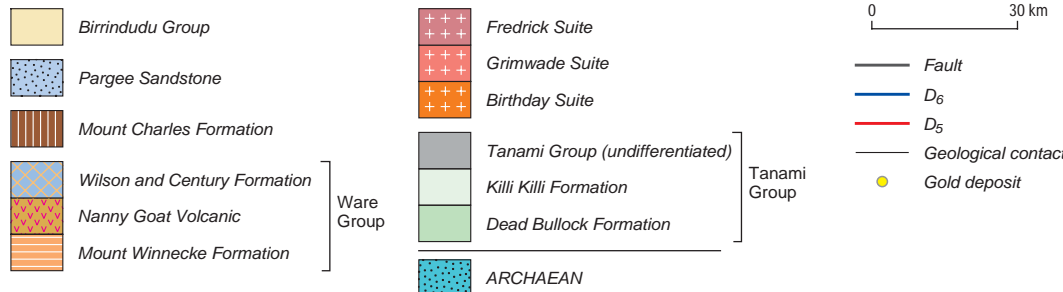 Birrindudu Group
Pargee Sandstone
Mount Charles Formation
Wilson and Century Formation
Nanny Goat Volcanic
Mount Winnecke Formation
Ware
Group
Fredrick Suite
Grimwade Suite
Birthday Suite
Tanami Group (undifferentiated)
Killi Killi Formation
Dead Bullock Formation
Tanami
Group
ARCHAEAN
0 30 km
Fault
D6
D5
Geological contact
Gold deposit